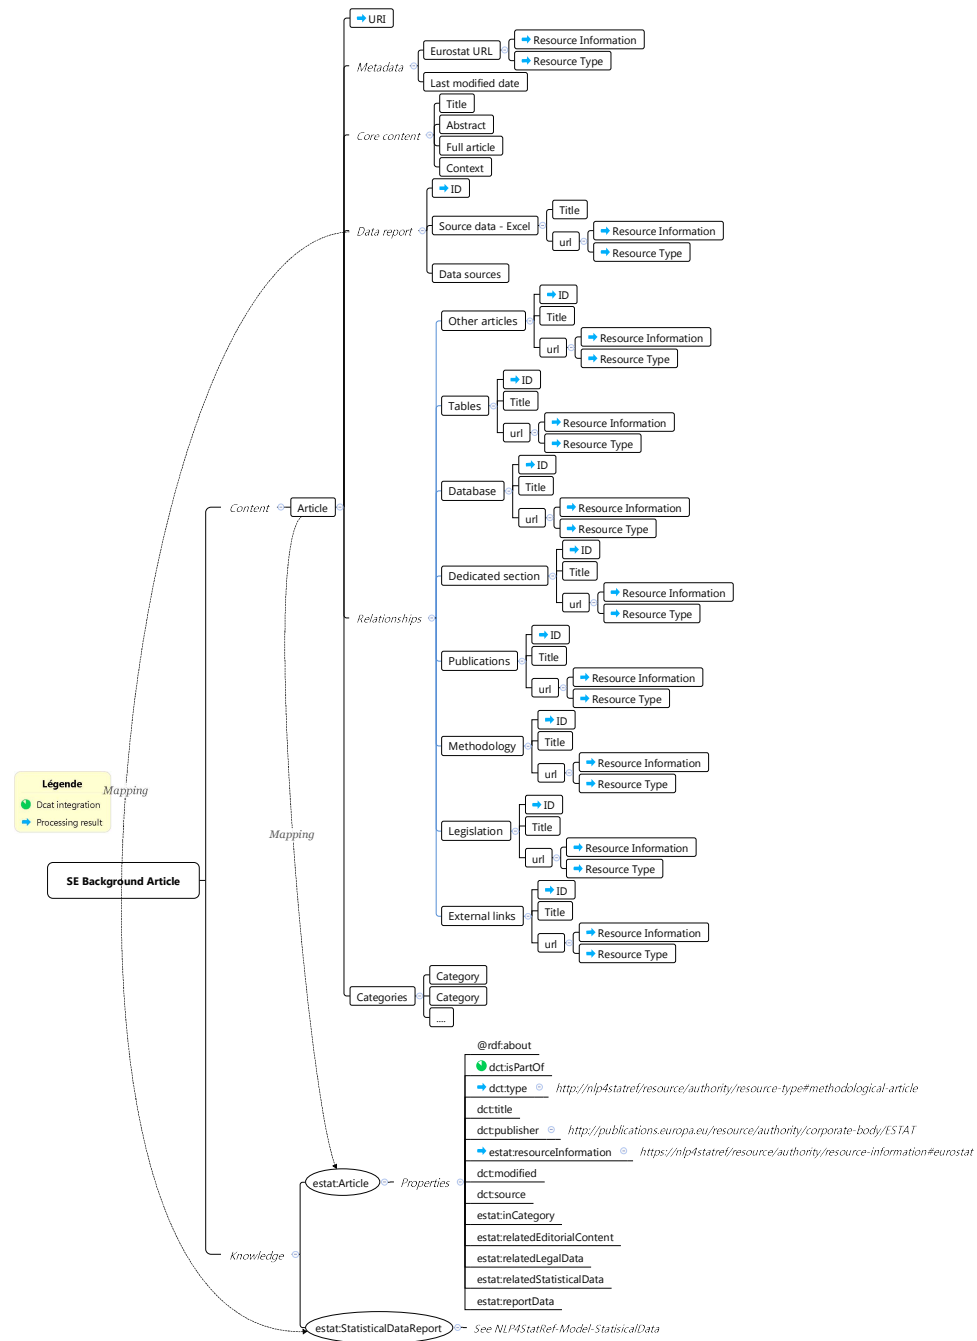 URI
Metadata
Eurostat URL
Resource Information
Resource Type
Last modified date
Core content
Title
Abstract
Full article
Context
Data report
ID
Source data - Excel
Title
url
Resource Information
Resource Type
Data sources
Content
Article
Relationships
Other articles
ID
Title
url
Resource Information
Resource Type
Tables
ID
Title
url
Resource Information
Resource Type
Database
ID
Title
url
Resource Information
Resource Type
Dedicated section
ID
Title
url
Resource Information
Resource Type
Publications
ID
Title
url
Resource Information
Resource Type
Methodology
ID
Title
url
Resource Information
Resource Type
Legislation
ID
Title
url
Resource Information
Resource Type
External links
ID
Title
url
Resource Information
Resource Type
Categories
Category
Category
....
Légende
Dcat integration
Processing result
Mapping
Mapping
SE Background Article
Knowledge
estat:Article
Properties
@rdf:about
dct:isPartOf
dct:type
http://nlp4statref/resource/authority/resource-type#methodological-article
dct:title
dct:publisher
http://publications.europa.eu/resource/authority/corporate-body/ESTAT
estat:resourceInformation
https://nlp4statref/resource/authority/resource-information#eurostat
dct:modified
dct:source
estat:inCategory
estat:relatedEditorialContent
estat:relatedLegalData
estat:relatedStatisticalData
estat:reportData
estat:StatisticalDataReport
See NLP4StatRef-Model-StatisicalData